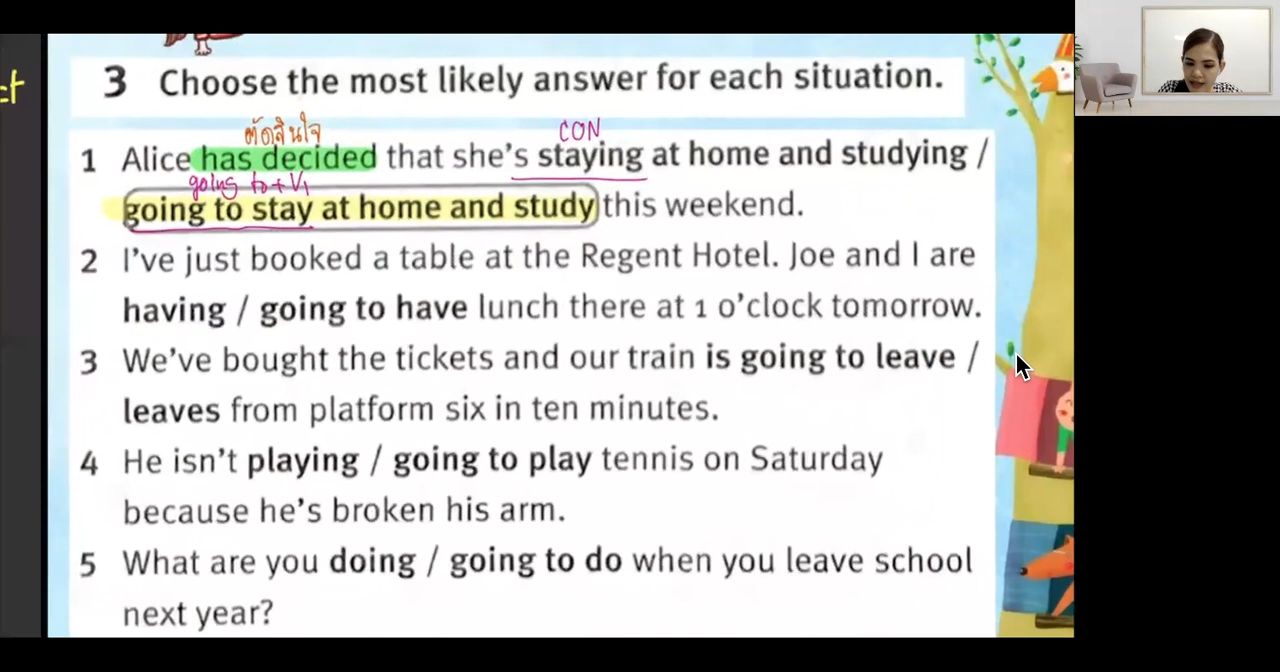 ct
3 Choose the most likely answer for each situation.
ตัดสินใจ CON
1 Alice has decided that she's staying at home and studying /
going to + V1
going to stay at home and study this weekend.
2 I've just booked a table at the Regent Hotel. Joe and I are
having / going to have lunch there at 1 o'clock tomorrow.
3 We've bought the tickets and our train is going to leave /
leaves from platform six in ten minutes.
4 He isn't playing / going to play tennis on Saturday
because he's broken his arm.
5 What are you doing / going to do when you leave school
next year?